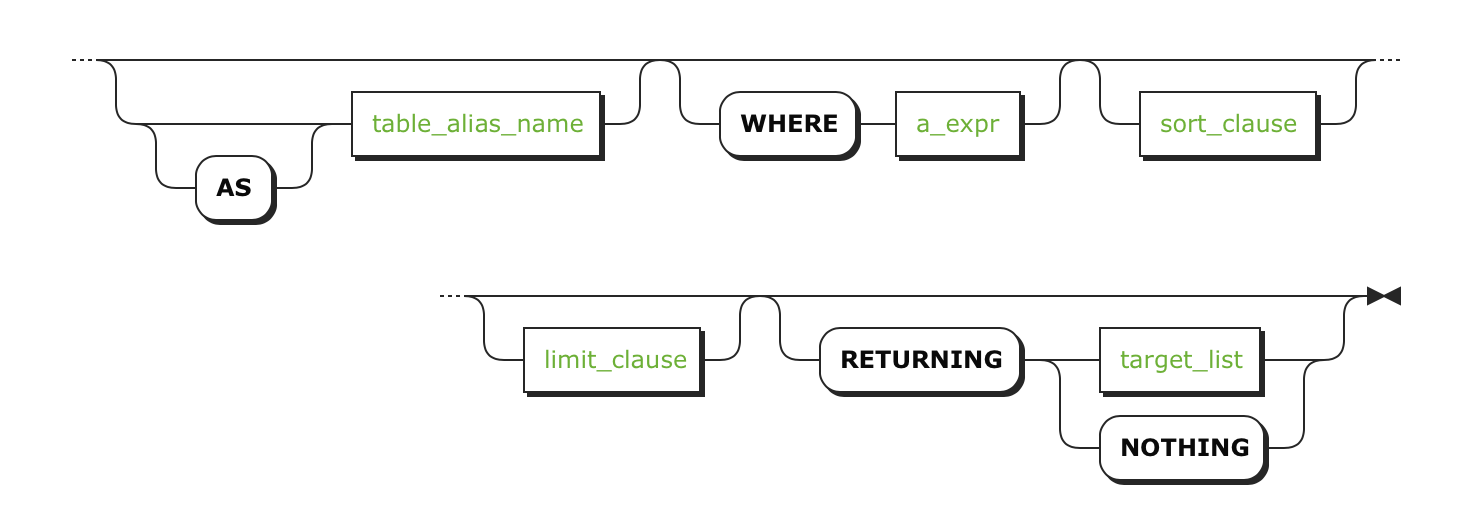 table_alias_name WHERE a_expr sort_clause
AS
limit_clause RETURNING target_list
NOTHING